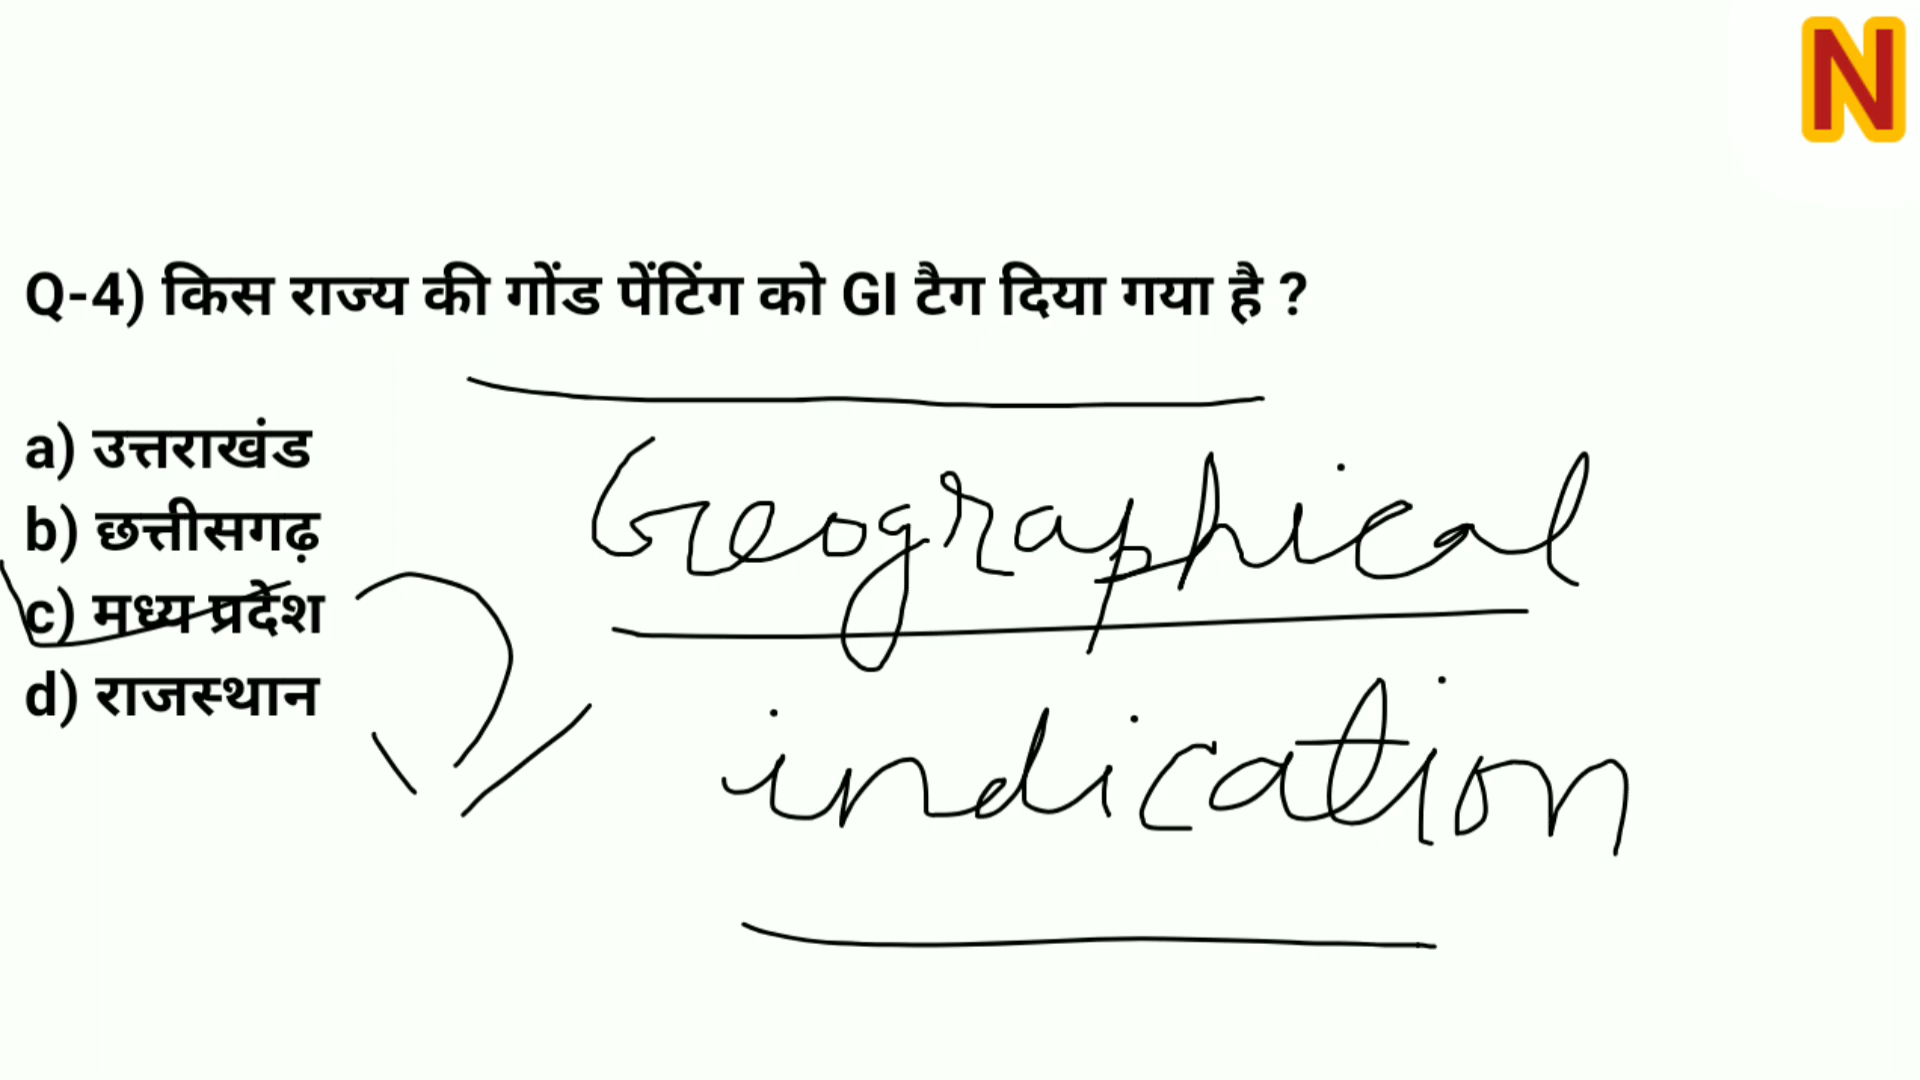 N
Q-4) किस राज्य की गोंड पेंटिंग को GI टैग दिया गया है ?
a) उत्तराखंड
b) छत्तीसगढ़
c) मध्य प्रदेश
d) राजस्थान
Geographical
indication